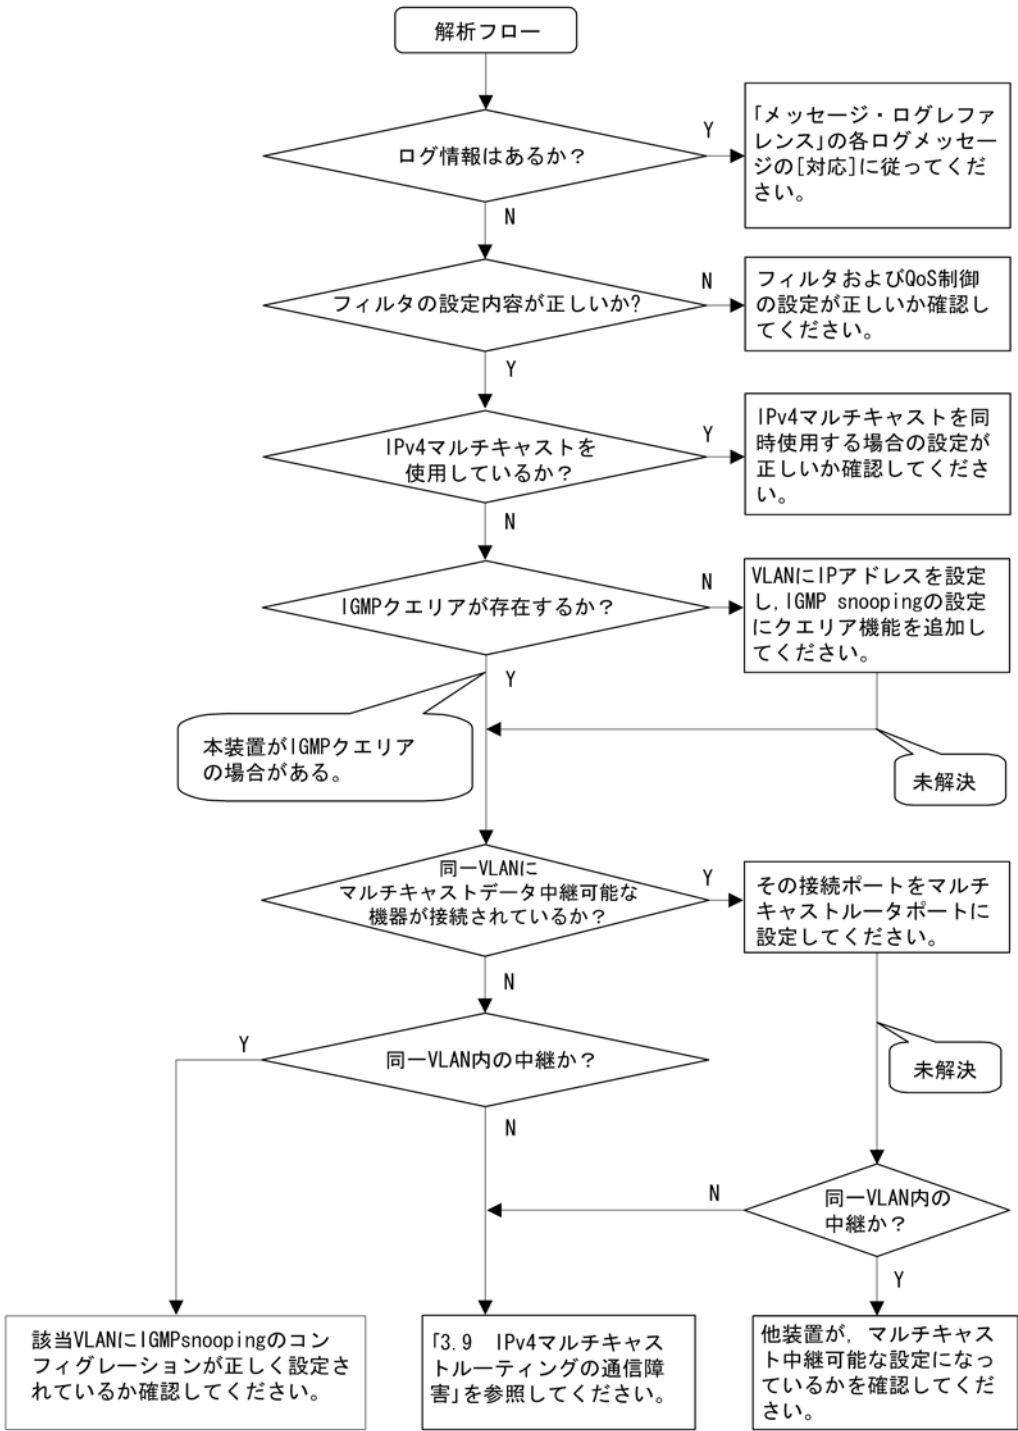 解析フロー
ログ情報はあるか？
Y
「メッセージ・ログレファ
レンス」の各ログメッセー
ジの[対応]に従ってくだ
さい。
N
フィルタの設定内容が正しいか?
N
フィルタおよびQoS制御
の設定が正しいか確認し
てください。
Y
IPv4マルチキャストを
使用しているか？
Y
IPv4マルチキャストを同
時使用する場合の設定が
正しいか確認してくださ
い。
N
IGMPクエリアが存在するか？
N
VLANにIPアドレスを設定
し,IGMP snoopingの設定
にクエリア機能を追加し
てください。
Y
本装置がIGMPクエリア
の場合がある。
未解決
同一VLANに
マルチキャストデータ中継可能な
機器が接続されているか？
Y
その接続ポートをマルチ
キャストルータポートに
設定してください。
N
未解決
同一VLAN内の中継か？
Y
N
同一VLAN内の
中継か？
N
Y
該当VLANにIGMPsnoopingのコン
フィグレーションが正しく設定さ
れているか確認してください。
「3.9　IPv4マルチキャス
トルーティングの通信障
害」を参照してください。
他装置が，マルチキャス
ト中継可能な設定になっ
ているかを確認してくだ
さい。